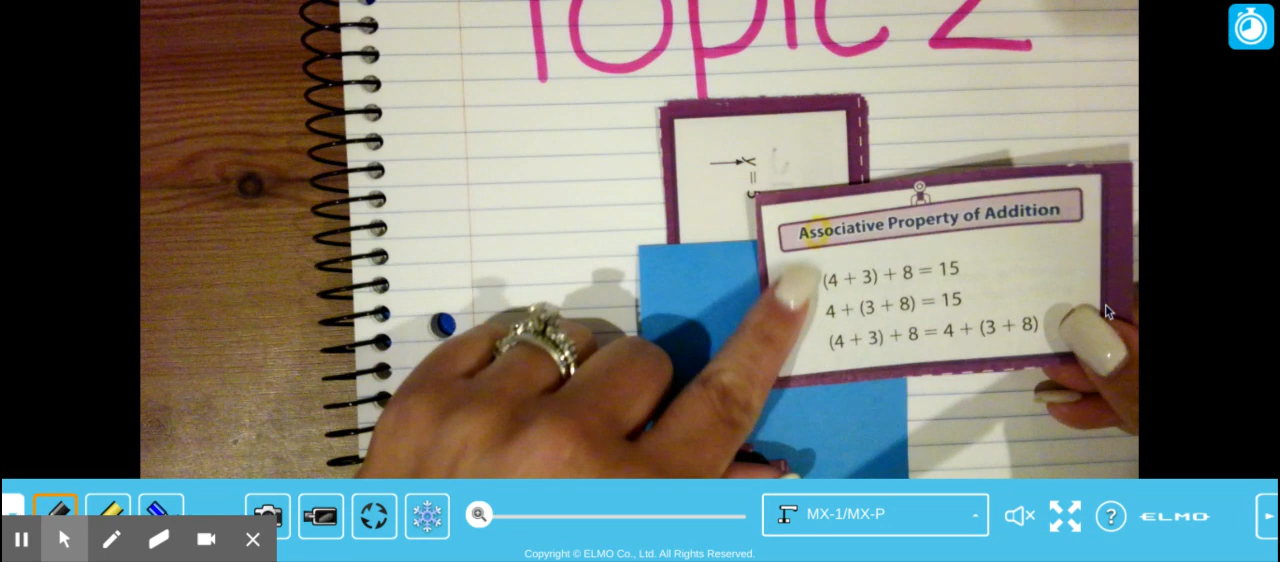 Topic 2
y = 5
Associative Property of Addition
(4 + 3) + 8 = 15
4 + (3 + 8) = 15
(4 + 3) + 8 = 4 + (3 + 8)
MX-1/MX-P
?
ELMO
Copyright © ELMO Co., Ltd. All Rights Reserved.